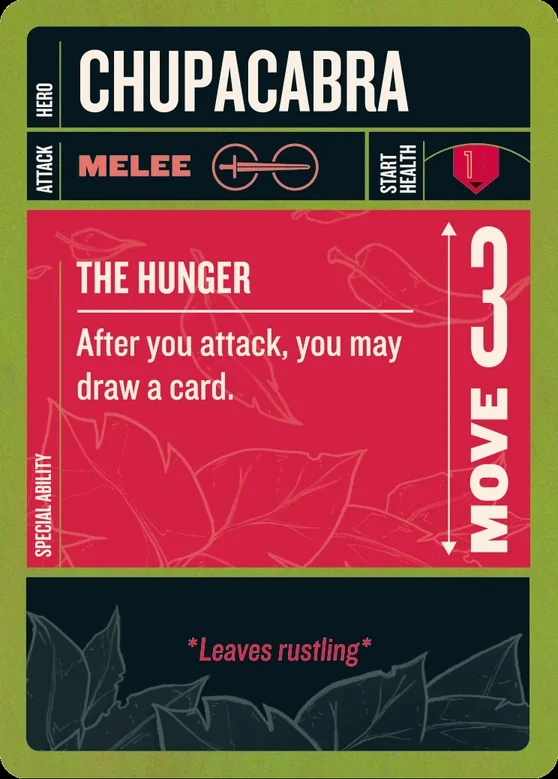 HERO
CHUPACABRA
ATTACK
MELEE
START
HEALTH
1
THE HUNGER
After you attack, you may
draw a card.
SPECIAL ABILITY
MOVE 3
*Leaves rustling*